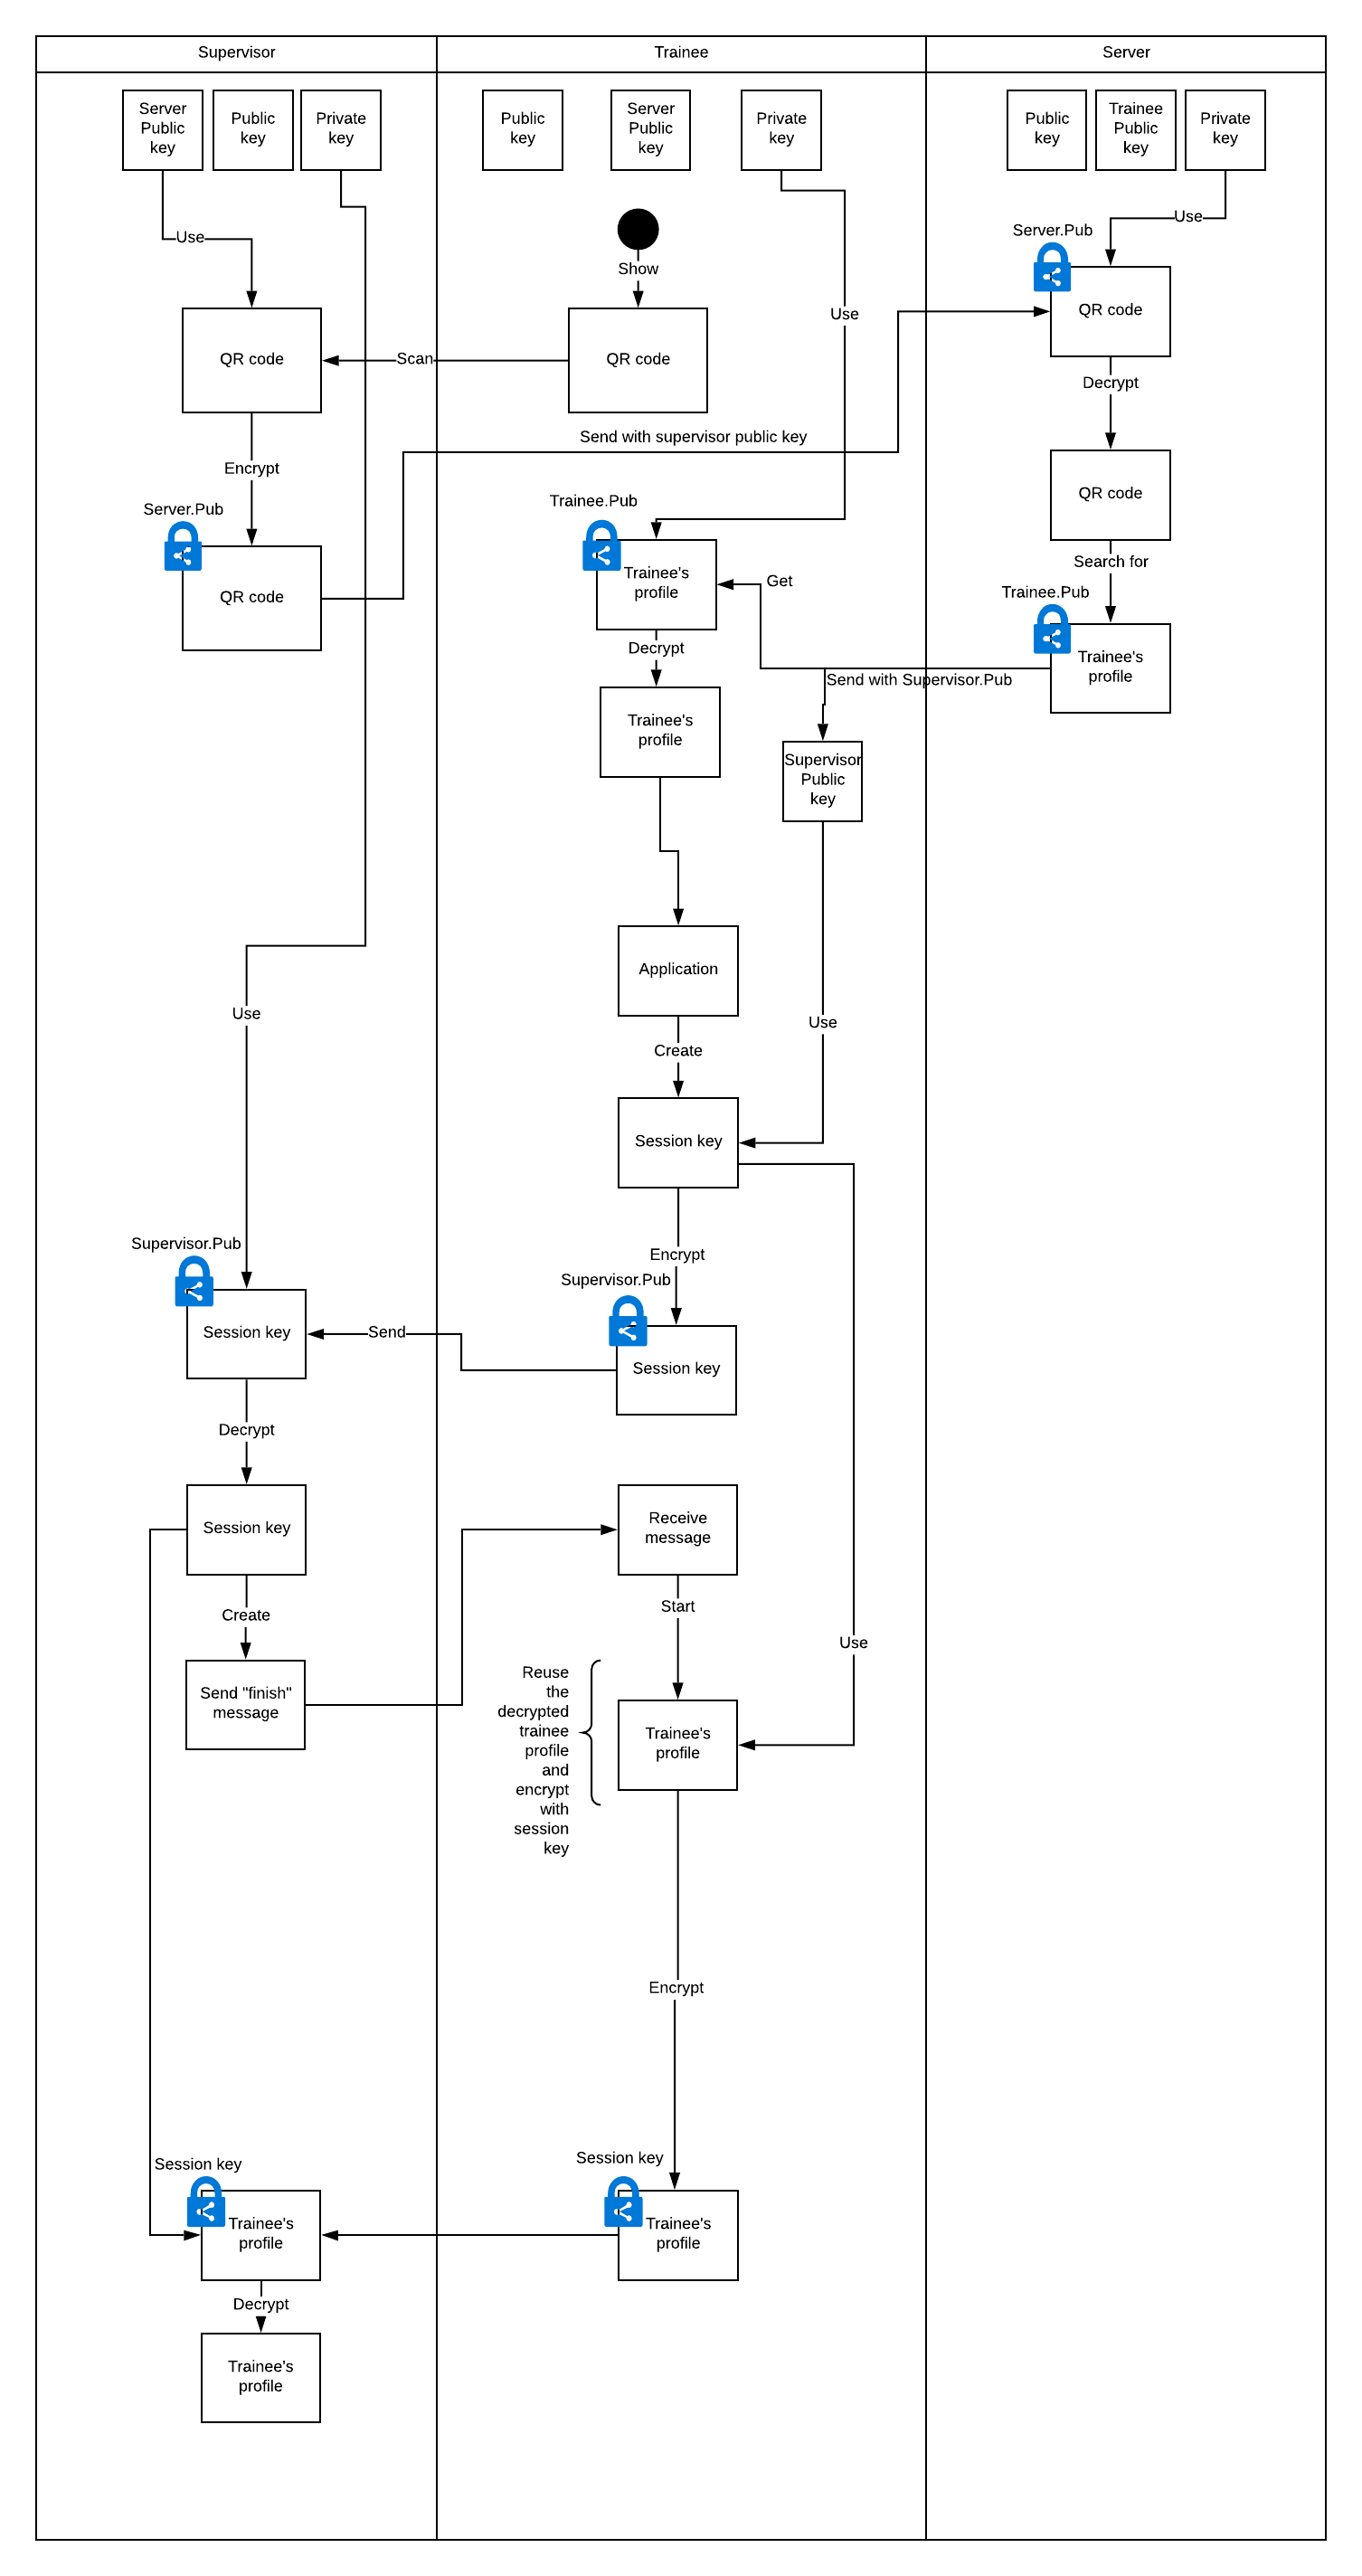 Supervisor
Trainee
Server
Server
Public
key
Public
key
Private
key
Public
key
Server
Public
key
Private
key
Public
key
Trainee
Public
key
Private
key
Use
Use
Server.Pub
Show
Use
QR code
QR code
Scan
QR code
Decrypt
Send with supervisor public key
Encrypt
QR code
Server.Pub
Trainee.Pub
Search for
QR code
Trainee's
profile
Get
Trainee.Pub
Decrypt
Trainee's
profile
Send with Supervisor.Pub
Trainee's
profile
Supervisor
Public
key
Application
Use
Use
Create
Session key
Supervisor.Pub
Encrypt
Supervisor.Pub
Session key
Send
Session key
Decrypt
Session key
Receive
message
Create
Start
Use
Send "finish"
message
Reuse
the
decrypted
trainee
profile
and
encrypt
with
session
key
Trainee's
profile
Encrypt
Session key
Session key
Trainee's
profile
Trainee's
profile
Decrypt
Trainee's
profile